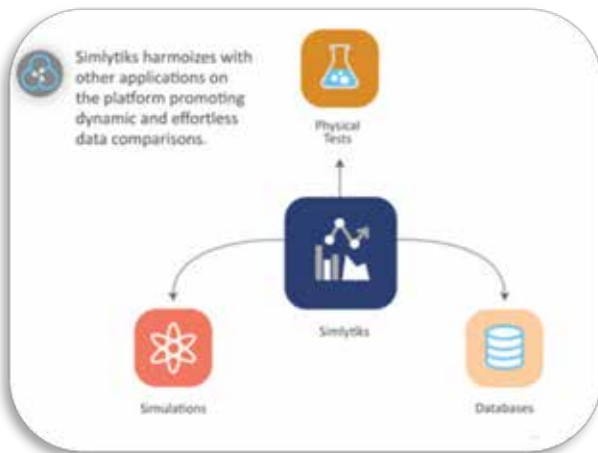 Simlytiks harmoizes with
other applications on
the platform promoting
dynamic and effortless
data comparisons.
Physical
Tests
Simlytiks
Simulations
Databases